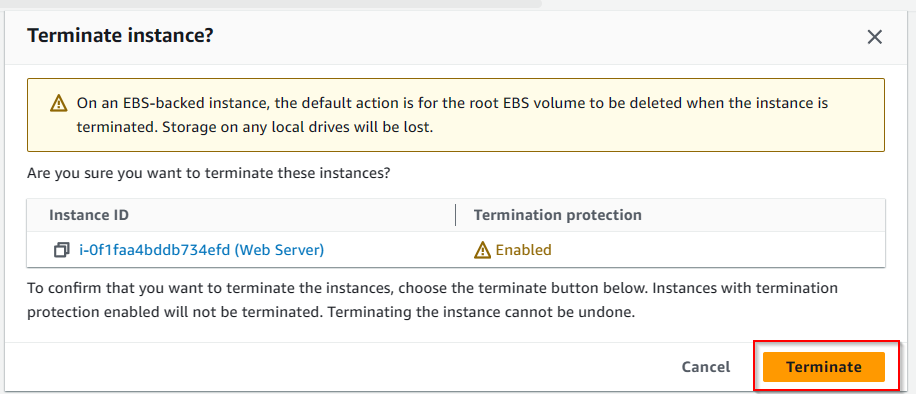 Terminate instance?
On an EBS-backed instance, the default action is for the root EBS volume to be deleted when the instance is
terminated. Storage on any local drives will be lost.
Are you sure you want to terminate these instances?
Instance ID
Termination protection
i-0f1faa4bddb734efd (Web Server)
Enabled
To confirm that you want to terminate the instances, choose the terminate button below. Instances with termination
protection enabled will not be terminated. Terminating the instance cannot be undone.
Cancel
Terminate